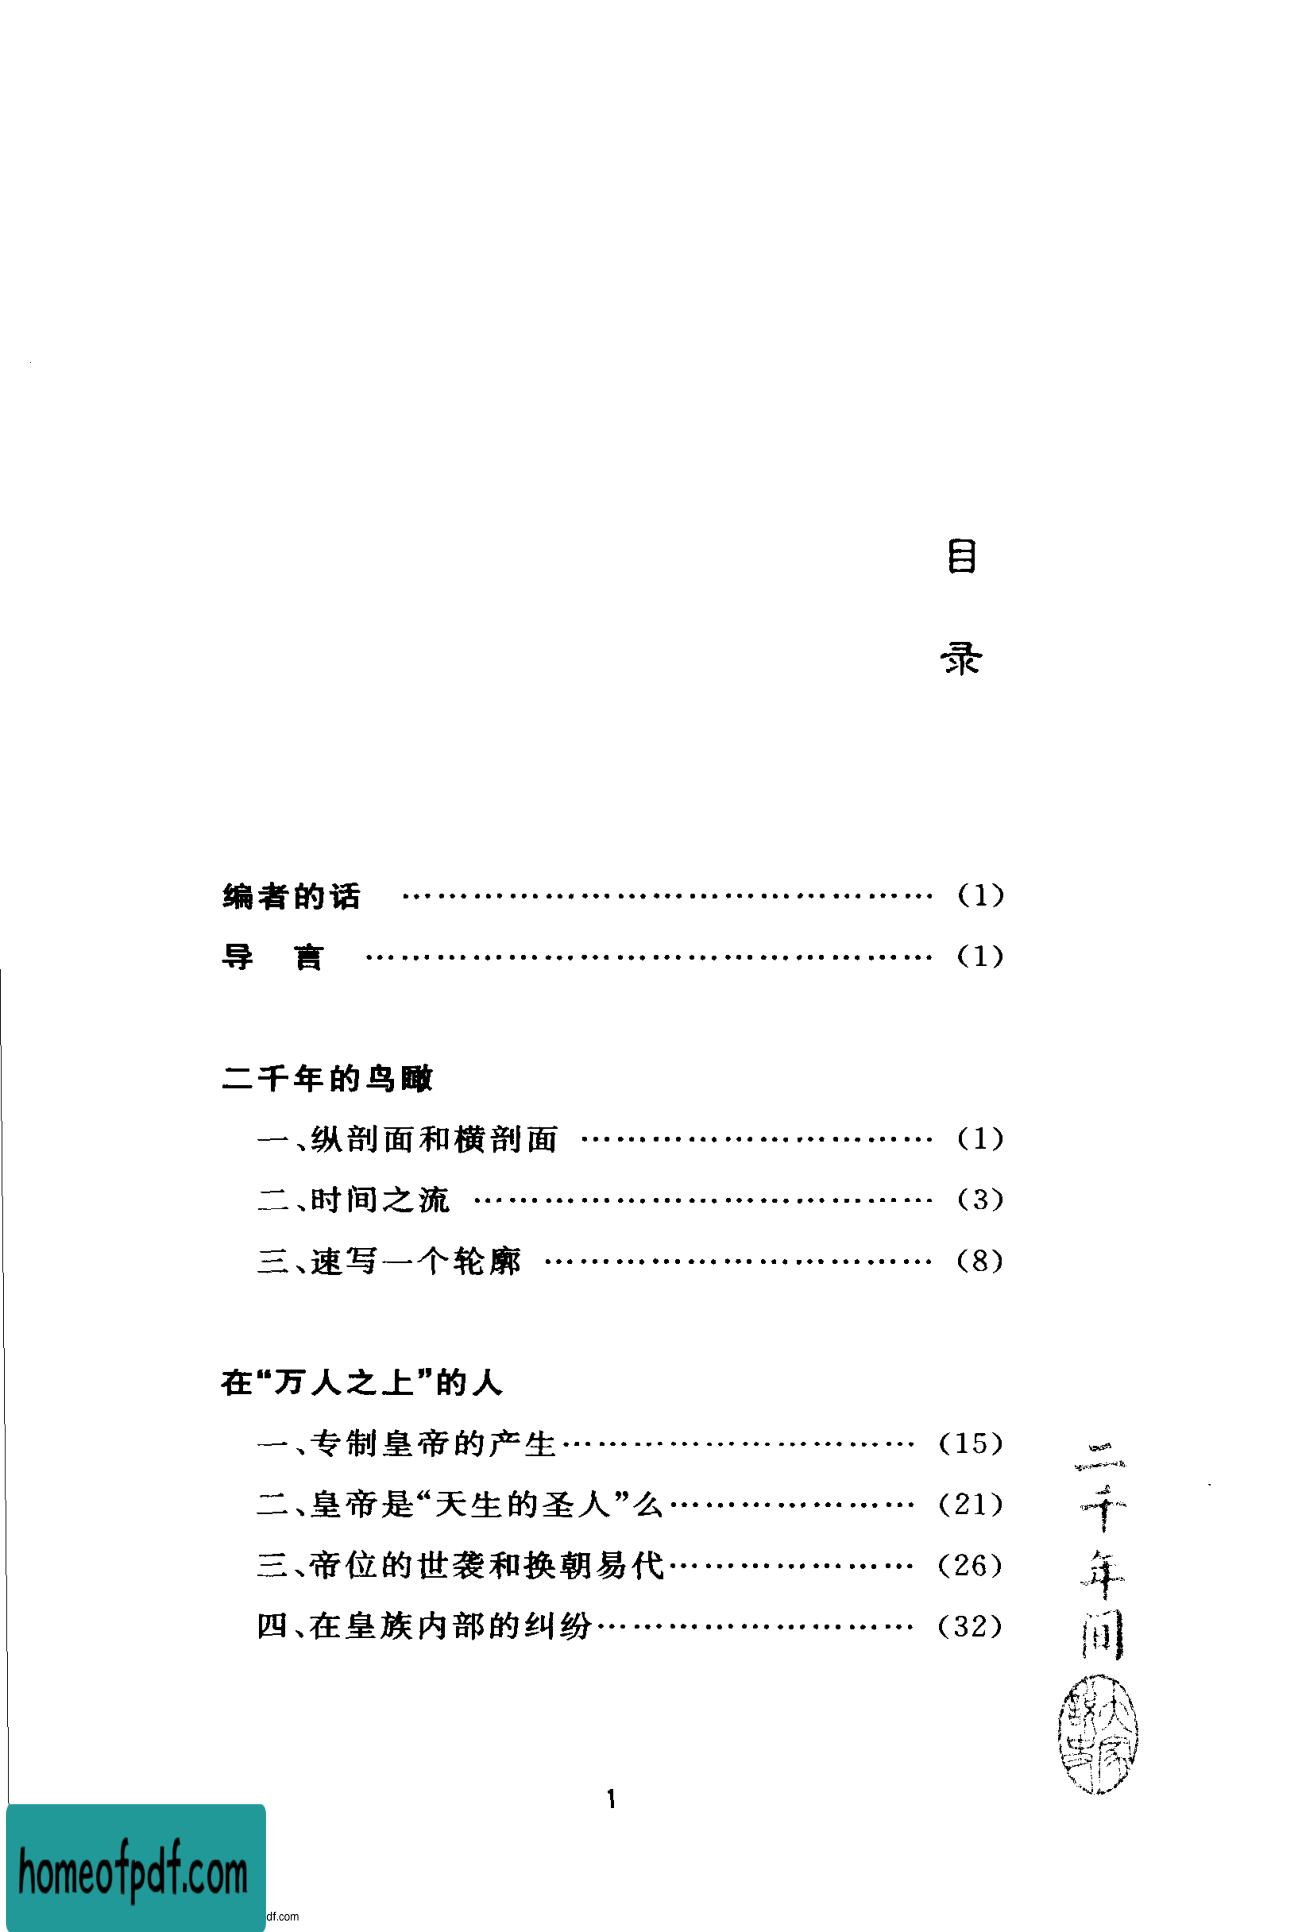 目
录
编者的话 …………………………………… (1)
导 言 …………………………………… (1)
二千年的鸟瞰
一、纵剖面和横剖面 …………………………… (1)
二、时间之流 …………………………………… (3)
三、速写一个轮廓 ……………………………… (8)
在“万人之上”的人
一、专制皇帝的产生………………………… (15)
二、皇帝是“天生的圣人”么………………… (21)
三、帝位的世袭和换朝易代………………… (26)
四、在皇族内部的纠纷……………………… (32)
二千年间
大家说史
1
homeofpdf.com
df.com